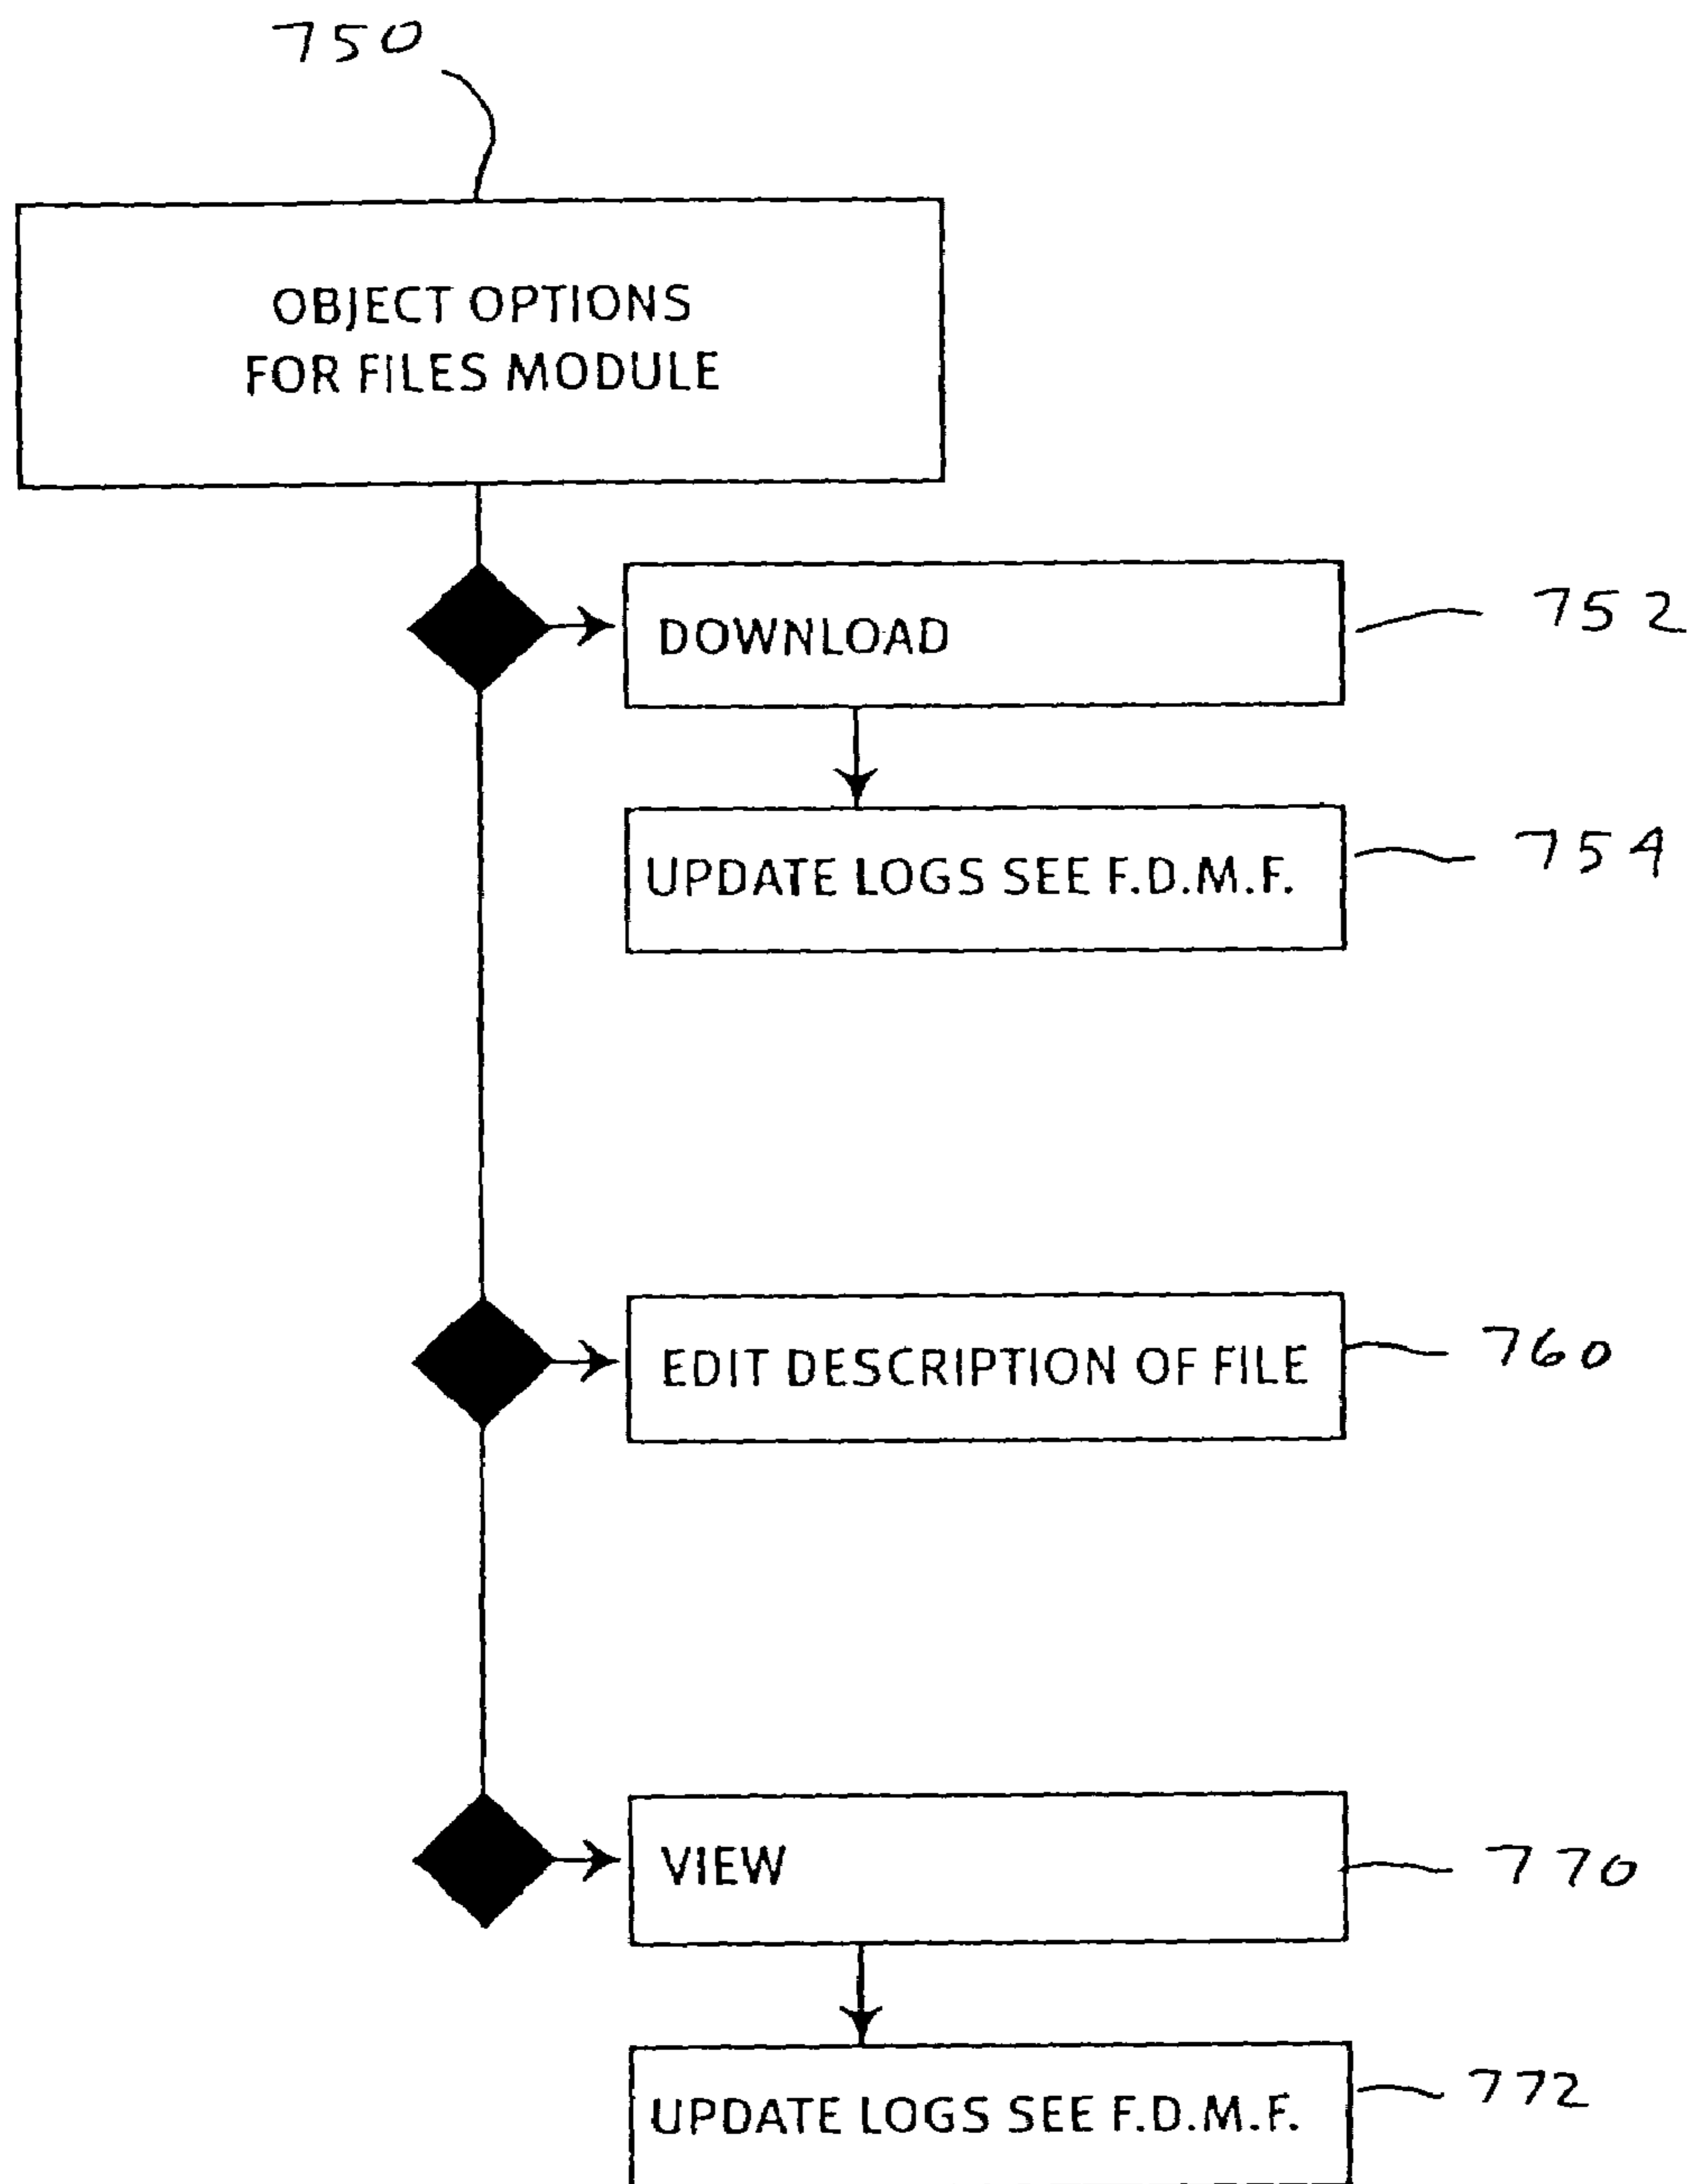 750
OBJECT OPTIONS
FOR FILES MODULE
DOWNLOAD 752
UPDATE LOGS SEE F.D.M.F. 754
EDIT DESCRIPTION OF FILE 760
VIEW 770
UPDATE LOGS SEE F.D.M.F. 772